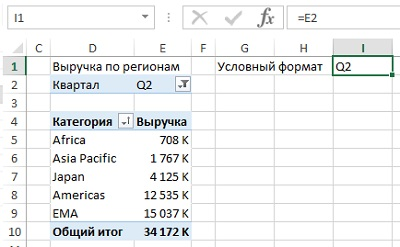 I1 =E2
C D E F G H I
1 Выручка по регионам Условный формат Q2
2 Квартал Q2
3
4 Категория Выручка
5 Africa 708 K
6 Asia Pacific 1 767 K
7 Japan 4 125 K
8 Americas 12 535 K
9 EMA 15 037 K
10 Общий итог 34 172 K